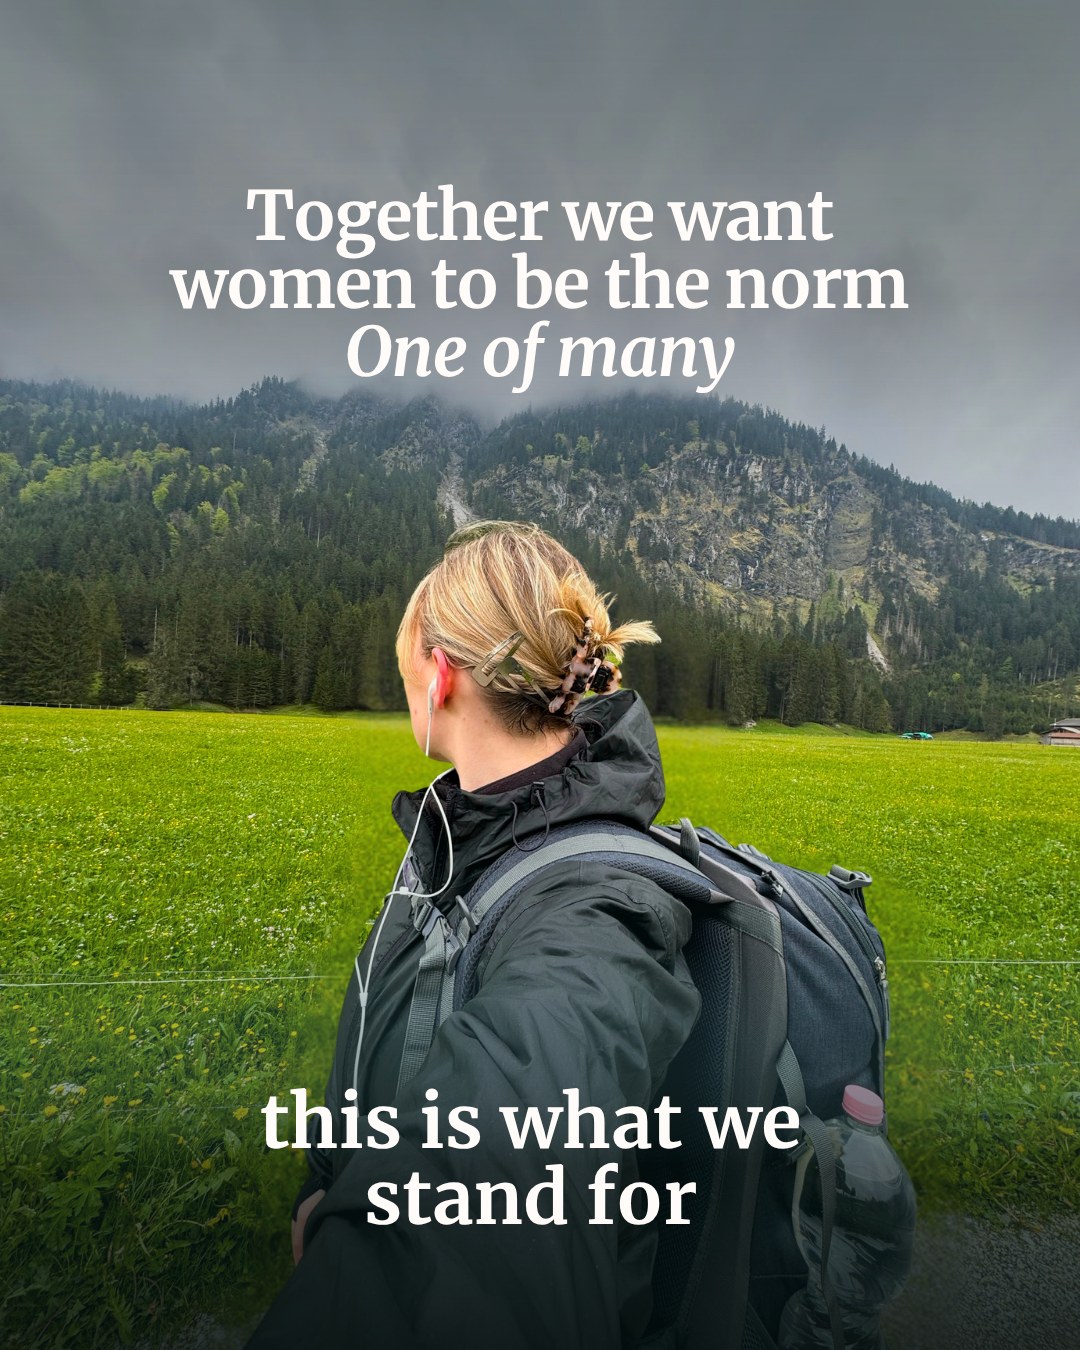 Together we want
women to be the norm
One of many
this is what we
stand for